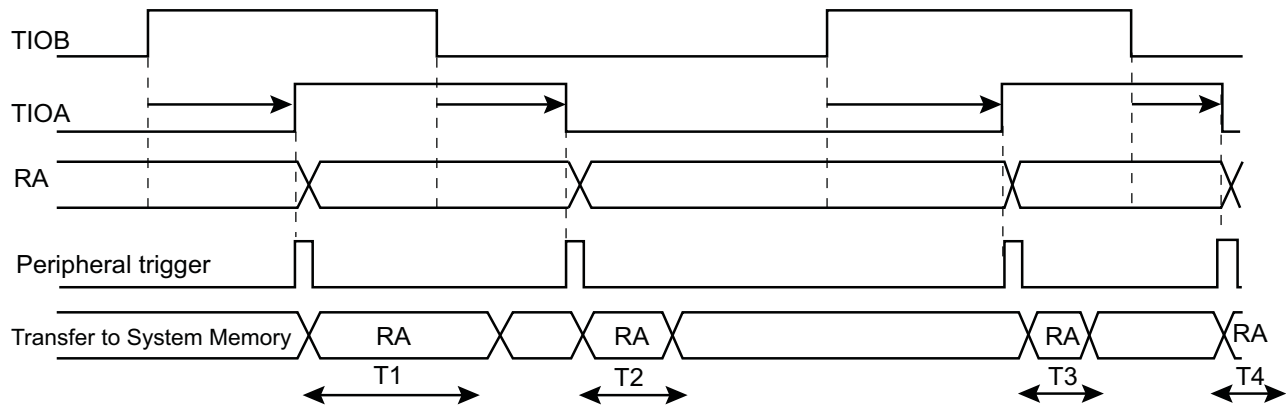 TIOB
TIOA
RA
Peripheral trigger
Transfer to System Memory RA RA RA RA
T1 T2 T3 T4